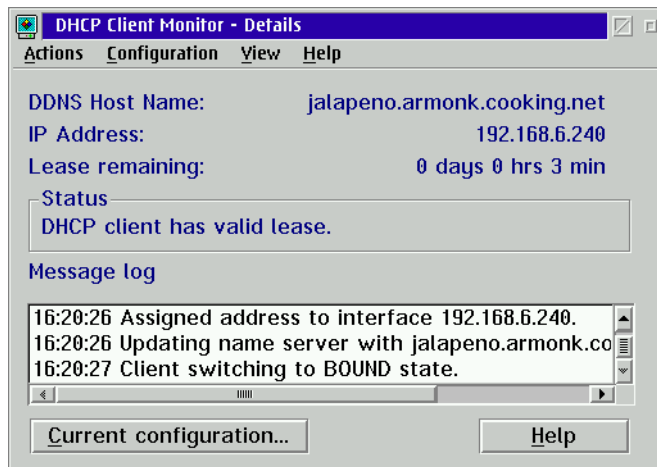 DHCP Client Monitor - Details
Actions Configuration View Help
DDNS Host Name: jalapeno.armonk.cooking.net
IP Address: 192.168.6.240
Lease remaining: 0 days 0 hrs 3 min
Status
DHCP client has valid lease.
Message log
16:20:26 Assigned address to interface 192.168.6.240.
16:20:26 Updating name server with jalapeno.armonk.co
16:20:27 Client switching to BOUND state.
Current configuration... Help